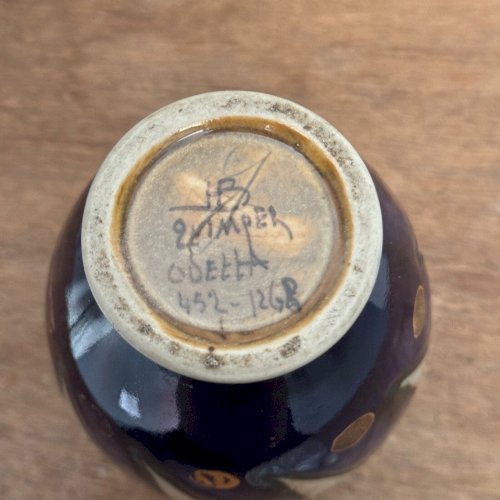 HB
QUIMPER
ODETTA
452-1268